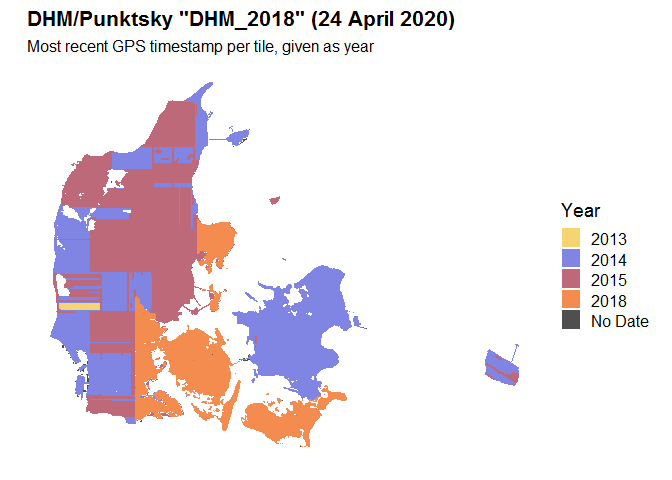 DHM/Punktsky "DHM_2018" (24 April 2020)
Most recent GPS timestamp per tile, given as year
Year
2013
2014
2015
2018
No Date